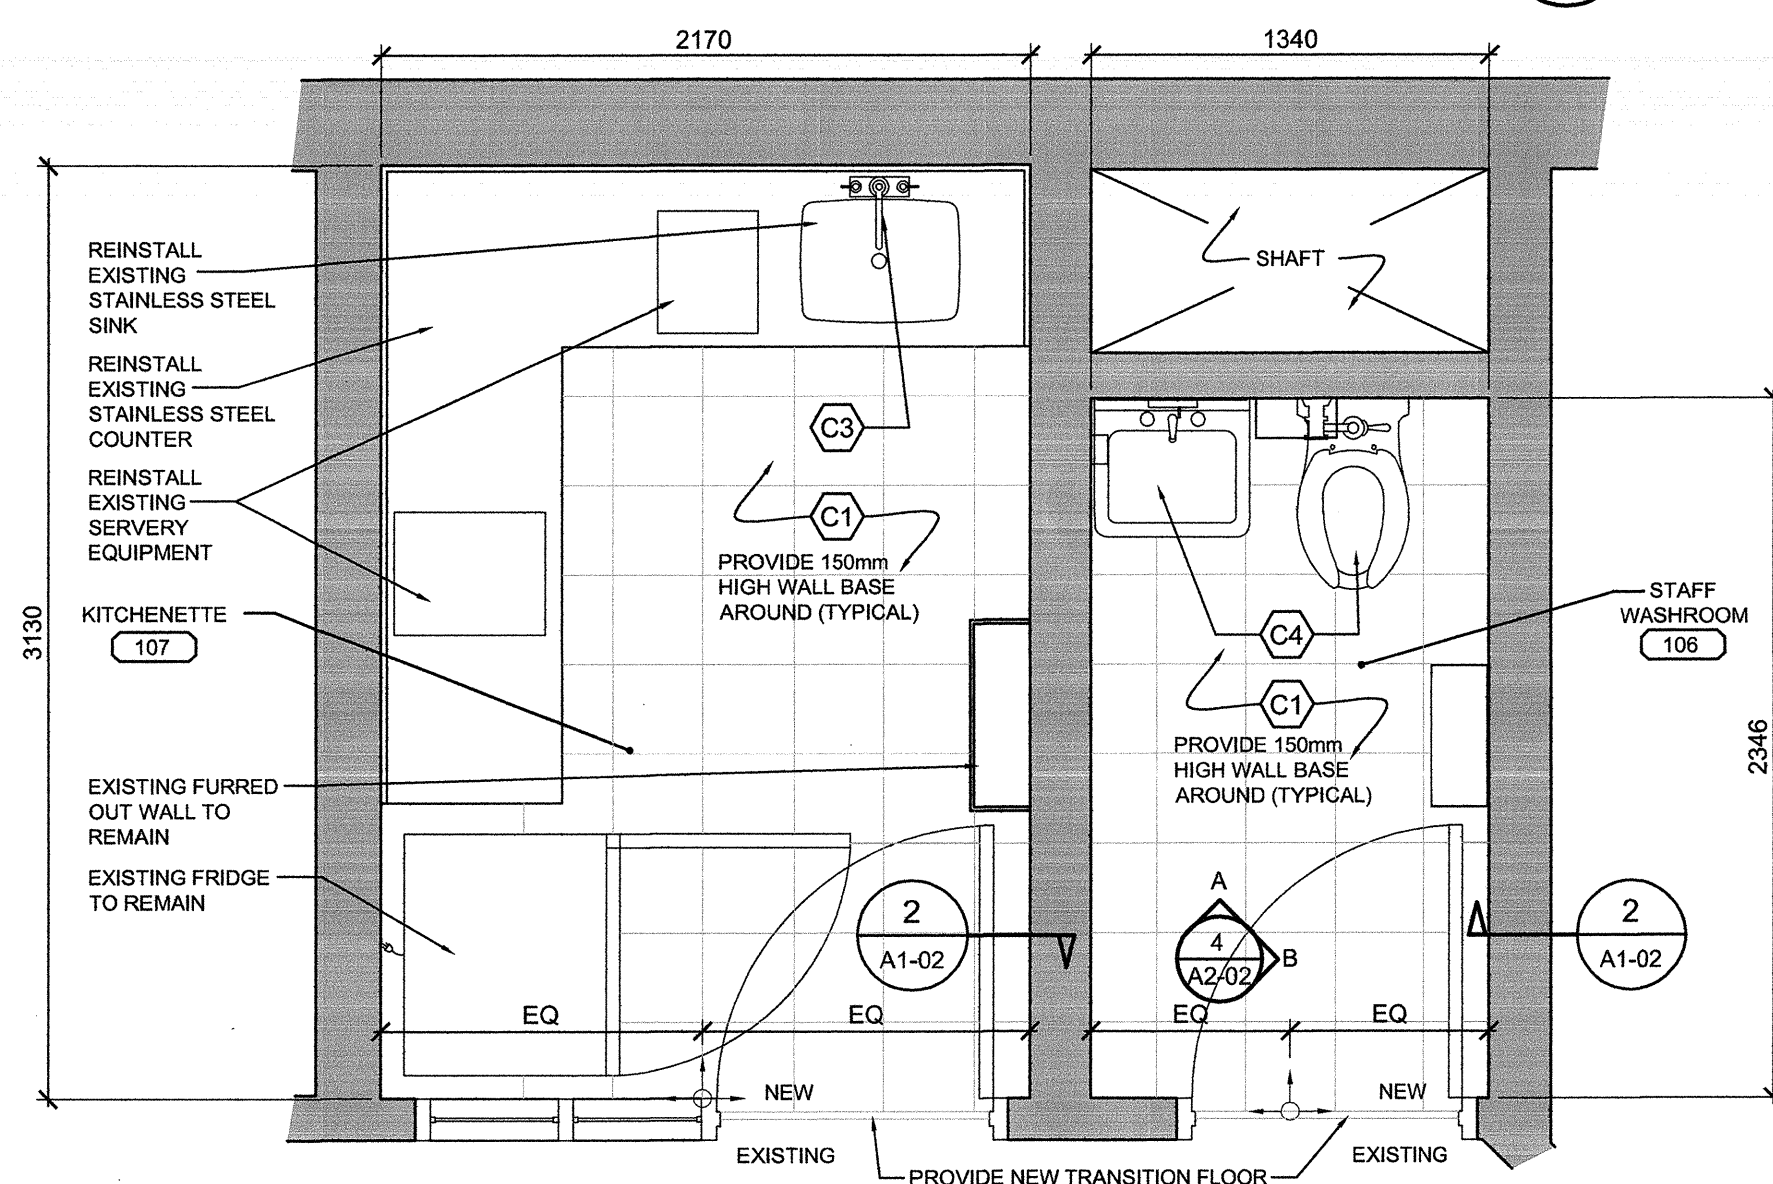 2170
1340
REINSTALL
EXISTING
STAINLESS STEEL
SINK
REINSTALL
EXISTING
STAINLESS STEEL
COUNTER
REINSTALL
EXISTING
SERVERY
EQUIPMENT
3130
KITCHENETTE
107
EXISTING FURRED
OUT WALL TO
REMAIN
EXISTING FRIDGE
TO REMAIN
C3
C1
PROVIDE 150mm
HIGH WALL BASE
AROUND (TYPICAL)
2
A1-02
EQ
EQ
NEW
EXISTING
SHAFT
C4
C1
PROVIDE 150mm
HIGH WALL BASE
AROUND (TYPICAL)
STAFF
WASHROOM
106
2346
A
4
A2-02
B
2
A1-02
EQ
EQ
NEW
EXISTING
PROVIDE NEW TRANSITION FLOOR